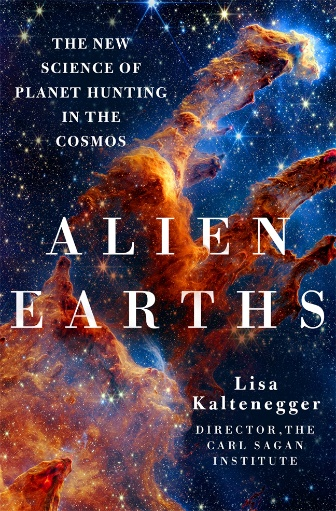 THE NEW
SCIENCE OF
PLANET HUNTING
IN THE
COSMOS
ALIEN
EARTHS
Lisa
Kaltenegger
DIRECTOR, THE
CARL SAGAN
INSTITUTE